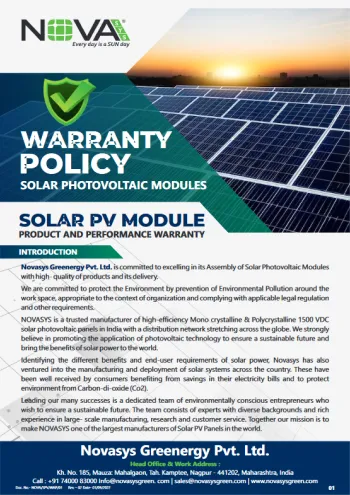 NOVA
Every day is a SUN day
WARRANTY
POLICY
SOLAR PHOTOVOLTAIC MODULES
SOLAR PV MODULE
PRODUCT AND PERFORMANCE WARRANTY
INTRODUCTION
Novasys Greenergy Pvt. Ltd. is committed to excelling in its Assembly of Solar Photovoltaic Modules
with high- quality of products and its delivery.
We are committed to protect the Environment by prevention of Environmental Pollution around the
work space, appropriate to the context of organization and complying with applicable legal regulation
and other requirements.
NOVASYS is a trusted manufacturer of high-efficiency Mono crystalline & Polycrystalline 1500 VDC
solar photovoltaic panels in India with a distribution network stretching across the globe. We strongly
believe in promoting the application of photovoltaic technology to ensure a sustainable future and
bring the benefits of solar power to the world.
Identifying the different benefits and end-user requirements of solar power, Novasys has also
ventured into the manufacturing and deployment of solar systems across the country. These have
been well received by consumers benefiting from savings in their electricity bills and to protect
environment from Carbon-di-oxide (Co2).
Leading our many successes is a dedicated team of environmentally conscious entrepreneurs who
wish to ensure a sustainable future. The team consists of experts with diverse backgrounds and rich
experience in large- scale manufacturing, research and customer service. Together our mission is to
make NOVASYS one of the largest manufacturers of Solar PV Panels in the world.
Novasys Greenergy Pvt. Ltd.
Head Office & Work Address :
Kh. No. 185, Mauza: Mahalgaon, Tah. Kamptee, Nagpur - 441202, Maharashtra, India
Call : +91 74000 83000 Info@novasysgreen. com | sales@novasysgreen.com | www.novasysgreen.com
01